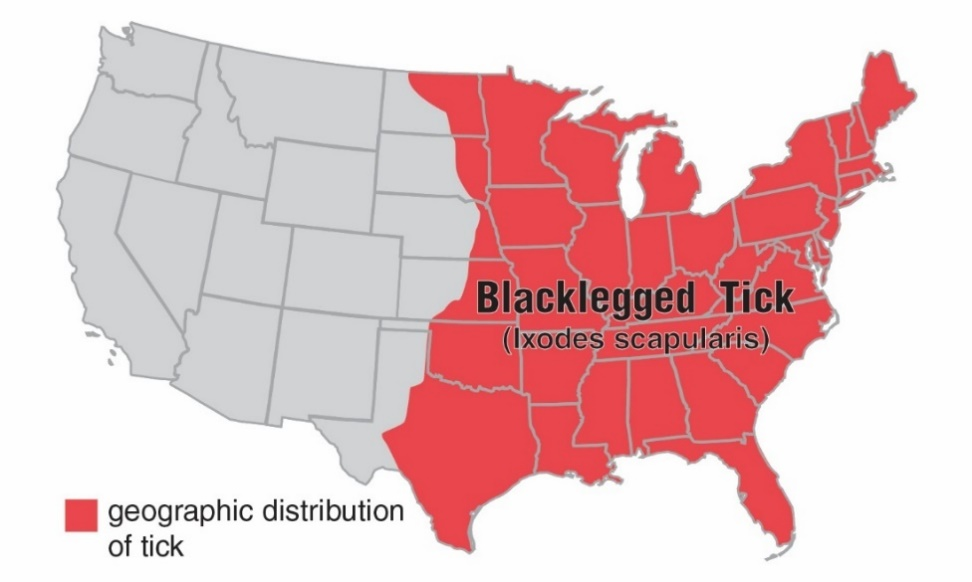 Blacklegged Tick
(Ixodes scapularis)
geographic distribution
of tick